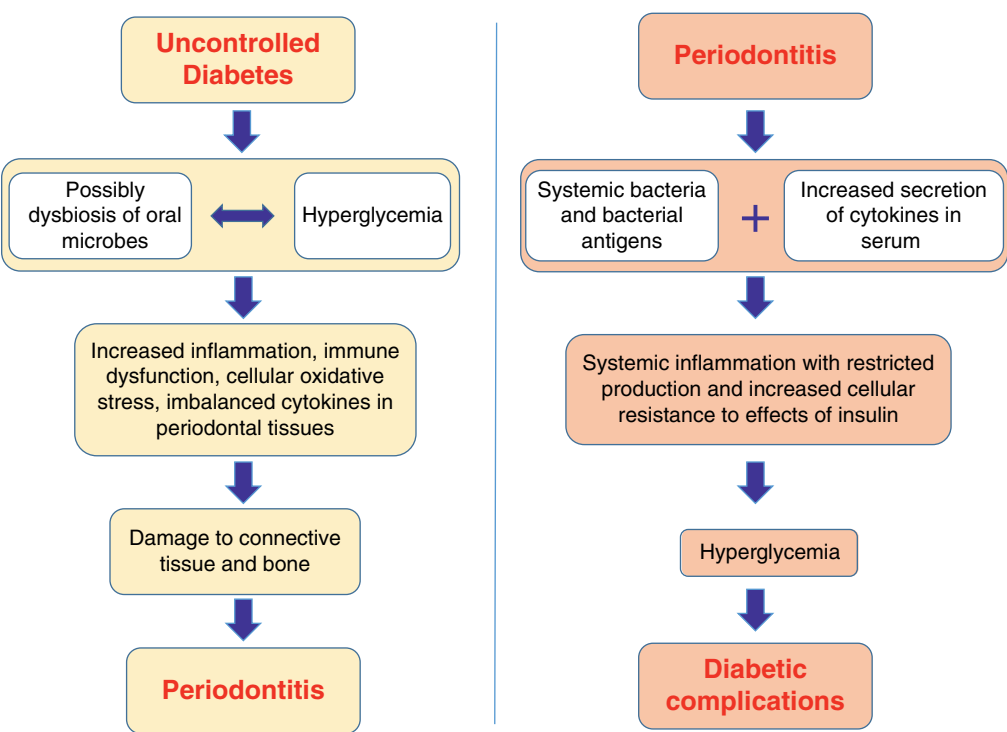 Uncontrolled
Diabetes
Possibly
dysbiosis of oral
microbes
Hyperglycemia
Increased inflammation, immune
dysfunction, cellular oxidative
stress, imbalanced cytokines in
periodontal tissues
Damage to connective
tissue and bone
Periodontitis
Periodontitis
Systemic bacteria
and bacterial
antigens
+
Increased secretion
of cytokines in
serum
Systemic inflammation with restricted
production and increased cellular
resistance to effects of insulin
Hyperglycemia
Diabetic
complications